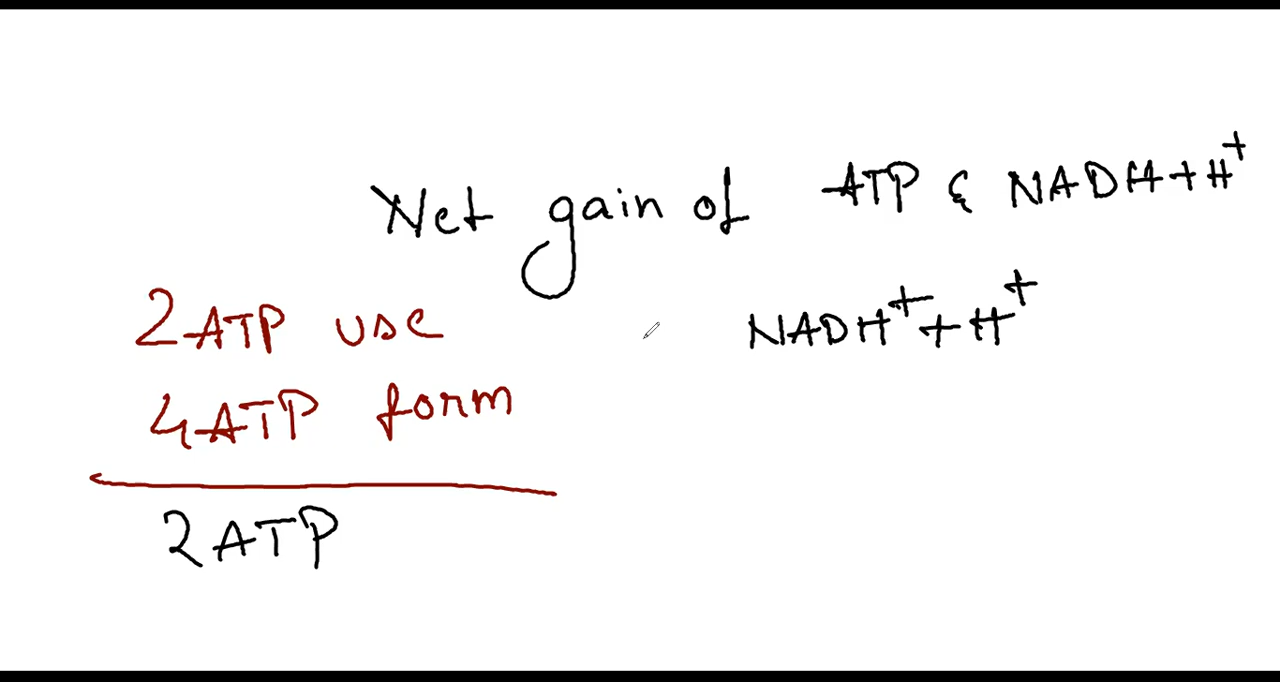 Net gain of ATP & NADH+H⁺
2ATP use
NADH⁺+H⁺
4ATP form
2ATP